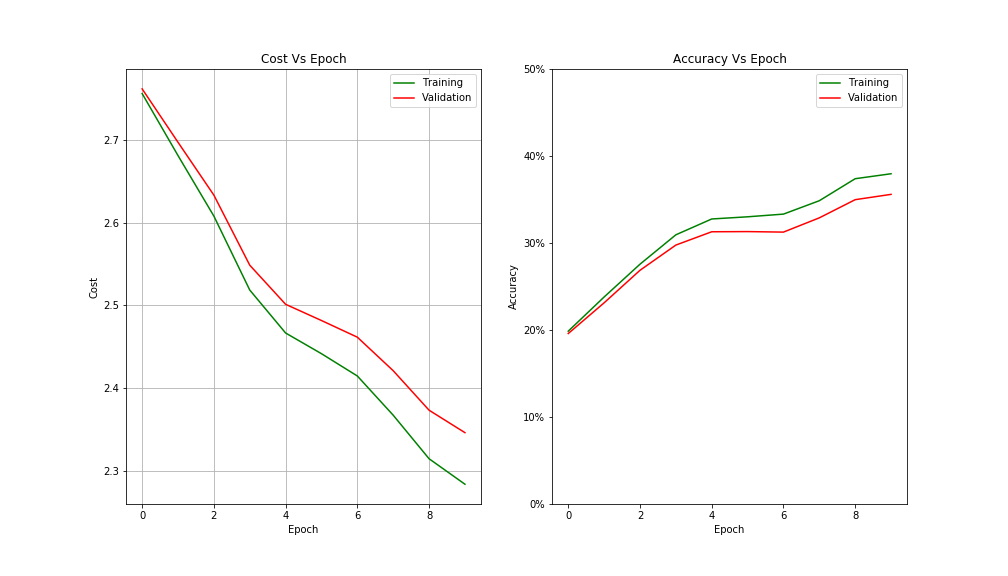 Cost Vs Epoch
Training
Validation
2.7
2.6
2.5
2.4
2.3
Cost
0 2 4 6 8
Epoch
Accuracy Vs Epoch
Training
Validation
50%
40%
30%
20%
10%
0%
Accuracy
0 2 4 6 8
Epoch